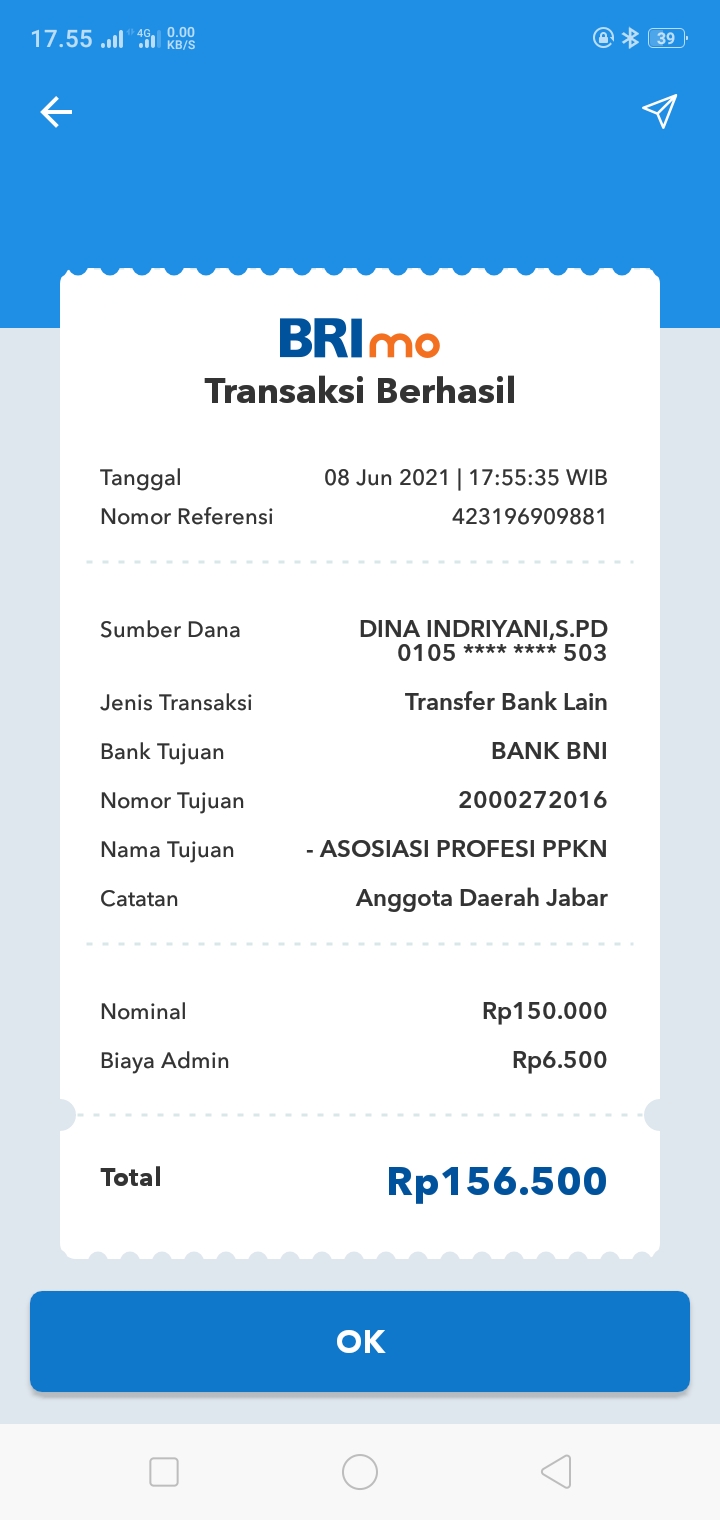 17.55 4G 0.00 KB/S 39
BRImo
Transaksi Berhasil
Tanggal 08 Jun 2021 | 17:55:35 WIB
Nomor Referensi 423196909881
Sumber Dana DINA INDRIYANI,S.PD
0105 **** **** 503
Jenis Transaksi Transfer Bank Lain
Bank Tujuan BANK BNI
Nomor Tujuan 2000272016
Nama Tujuan - ASOSIASI PROFESI PPKN
Catatan Anggota Daerah Jabar
Nominal Rp150.000
Biaya Admin Rp6.500
Total Rp156.500
OK